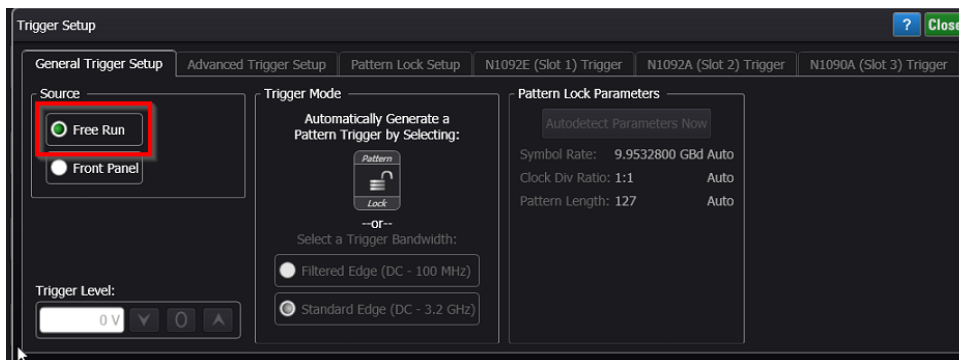 Trigger Setup
? Close
General Trigger Setup
Advanced Trigger Setup
Pattern Lock Setup
N1092E (Slot 1) Trigger
N1092A (Slot 2) Trigger
N1090A (Slot 3) Trigger
Source
Free Run
Front Panel
Trigger Level:
0 V
0
Trigger Mode
Automatically Generate a
Pattern Trigger by Selecting:
Pattern
Lock
--or--
Select a Trigger Bandwidth:
Filtered Edge (DC - 100 MHz)
Standard Edge (DC - 3.2 GHz)
Pattern Lock Parameters
Autodetect Parameters Now
Symbol Rate: 9.9532800 GBd Auto
Clock Div Ratio: 1:1 Auto
Pattern Length: 127 Auto